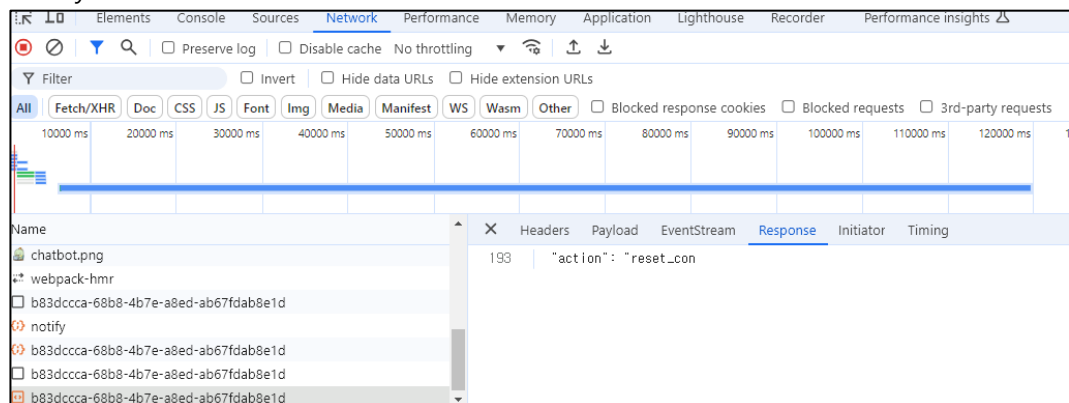 Elements Console Sources Network Performance Memory Application Lighthouse Recorder Performance insights
Preserve log Disable cache No throttling
Filter Invert Hide data URLs Hide extension URLs
All Fetch/XHR Doc CSS JS Font Img Media Manifest WS Wasm Other Blocked response cookies Blocked requests 3rd-party requests
10000 ms 20000 ms 30000 ms 40000 ms 50000 ms 60000 ms 70000 ms 80000 ms 90000 ms 100000 ms 110000 ms 120000 ms 1
Name
Headers Payload EventStream Response Initiator Timing
chatbot.png
193 "action": "reset_con
webpack-hmr
b83dccca-68b8-4b7e-a8ed-ab67fdab8e1d
notify
b83dccca-68b8-4b7e-a8ed-ab67fdab8e1d
b83dccca-68b8-4b7e-a8ed-ab67fdab8e1d
b83dccca-68b8-4b7e-a8ed-ab67fdab8e1d